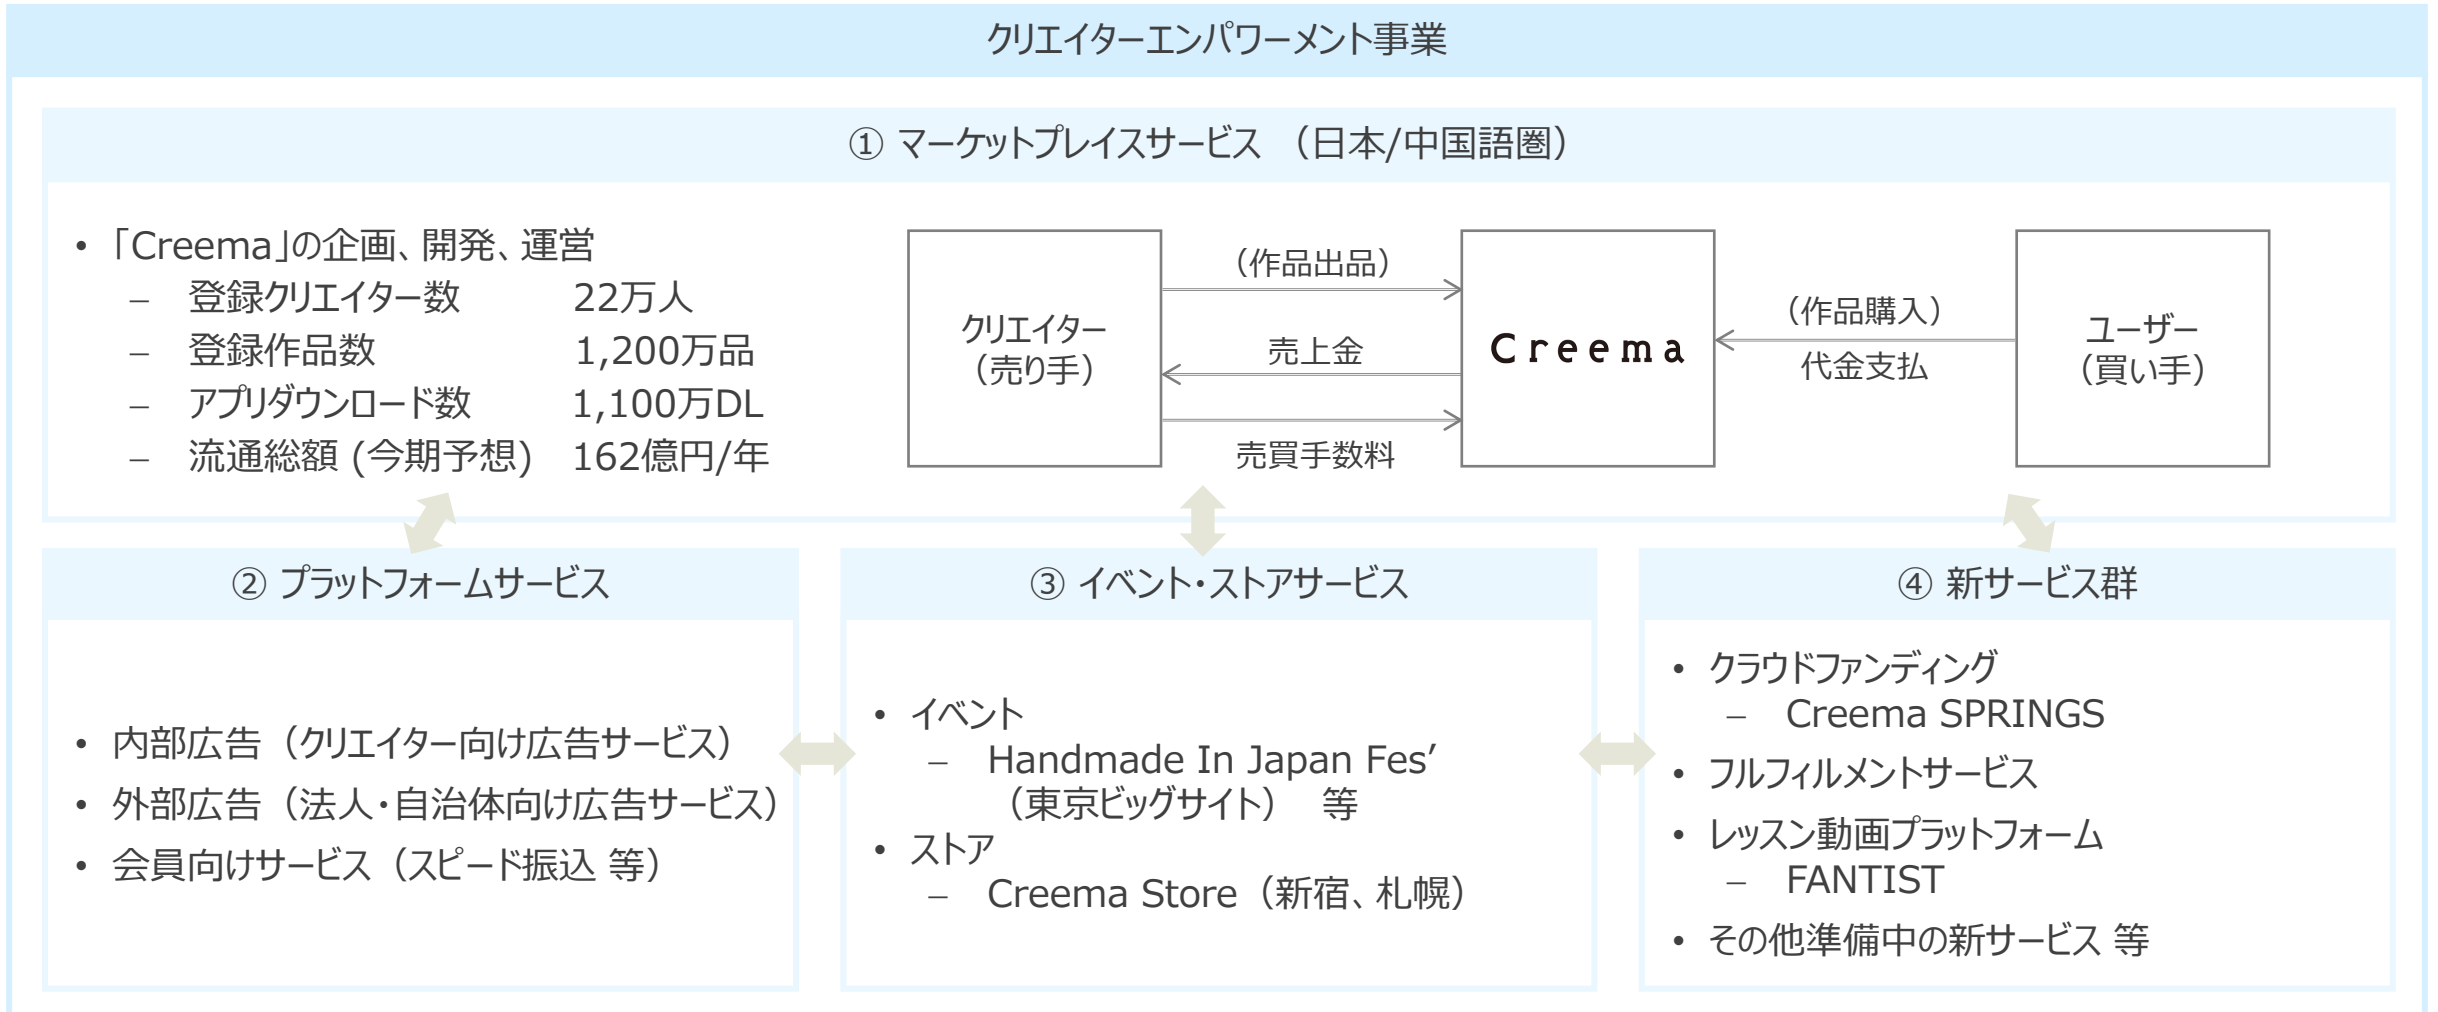 クリエイターエンパワーメント事業
① マーケットプレイスサービス （日本/中国語圏）
• 「Creema」の企画、開発、運営
– 登録クリエイター数 22万人
– 登録作品数 1,200万品
– アプリダウンロード数 1,100万DL
– 流通総額 (今期予想) 162億円/年
クリエイター
（売り手）
（作品出品）
売上金
売買手数料
Creema
（作品購入）
代金支払
ユーザー
（買い手）
② プラットフォームサービス
• 内部広告（クリエイター向け広告サービス）
• 外部広告（法人・自治体向け広告サービス）
• 会員向けサービス（スピード振込 等）
③ イベント・ストアサービス
• イベント
– Handmade In Japan Fes’
（東京ビッグサイト） 等
• ストア
– Creema Store（新宿、札幌）
④ 新サービス群
• クラウドファンディング
– Creema SPRINGS
• フルフィルメントサービス
• レッスン動画プラットフォーム
– FANTIST
• その他準備中の新サービス 等